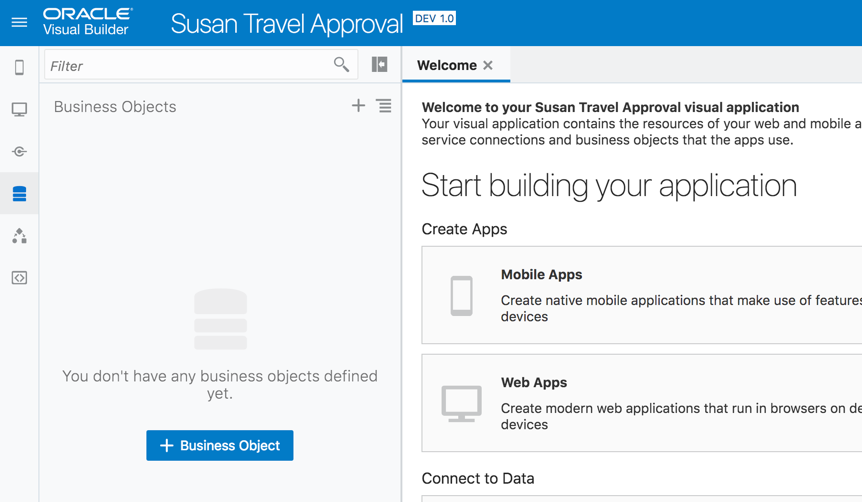 ORACLE®
Visual Builder
Susan Travel Approval
DEV 1.0
Filter
Business Objects
You don't have any business objects defined
yet.
+ Business Object
Welcome ×
Welcome to your Susan Travel Approval visual application
Your visual application contains the resources of your web and mobile a
service connections and business objects that the apps use.
Start building your application
Create Apps
Mobile Apps
Create native mobile applications that make use of features
devices
Web Apps
Create modern web applications that run in browsers on de
devices
Connect to Data